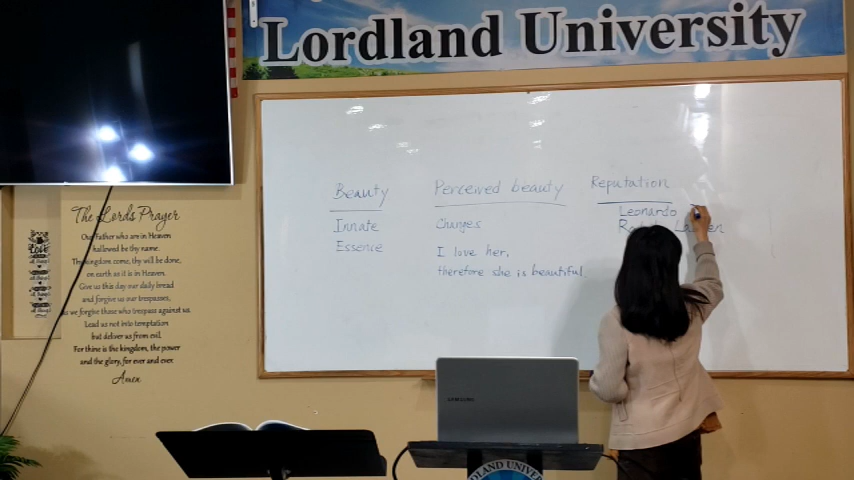 Lordland University
Beauty
Innate
Essence
Perceived beauty
Changes
I love her,
therefore she is beautiful.
Reputation
Leonardo
The Lord's Prayer
Our Father who are in Heaven
hallowed be thy name.
Thy kingdom come, thy will be done,
on earth as it is in Heaven.
Give us this day our daily bread
and forgive us our trespasses,
as we forgive those who trespass against us.
Lead us not into temptation
but deliver us from evil.
For thine is the kingdom, the power
and the glory, for ever and ever.
Amen
SAMSUNG